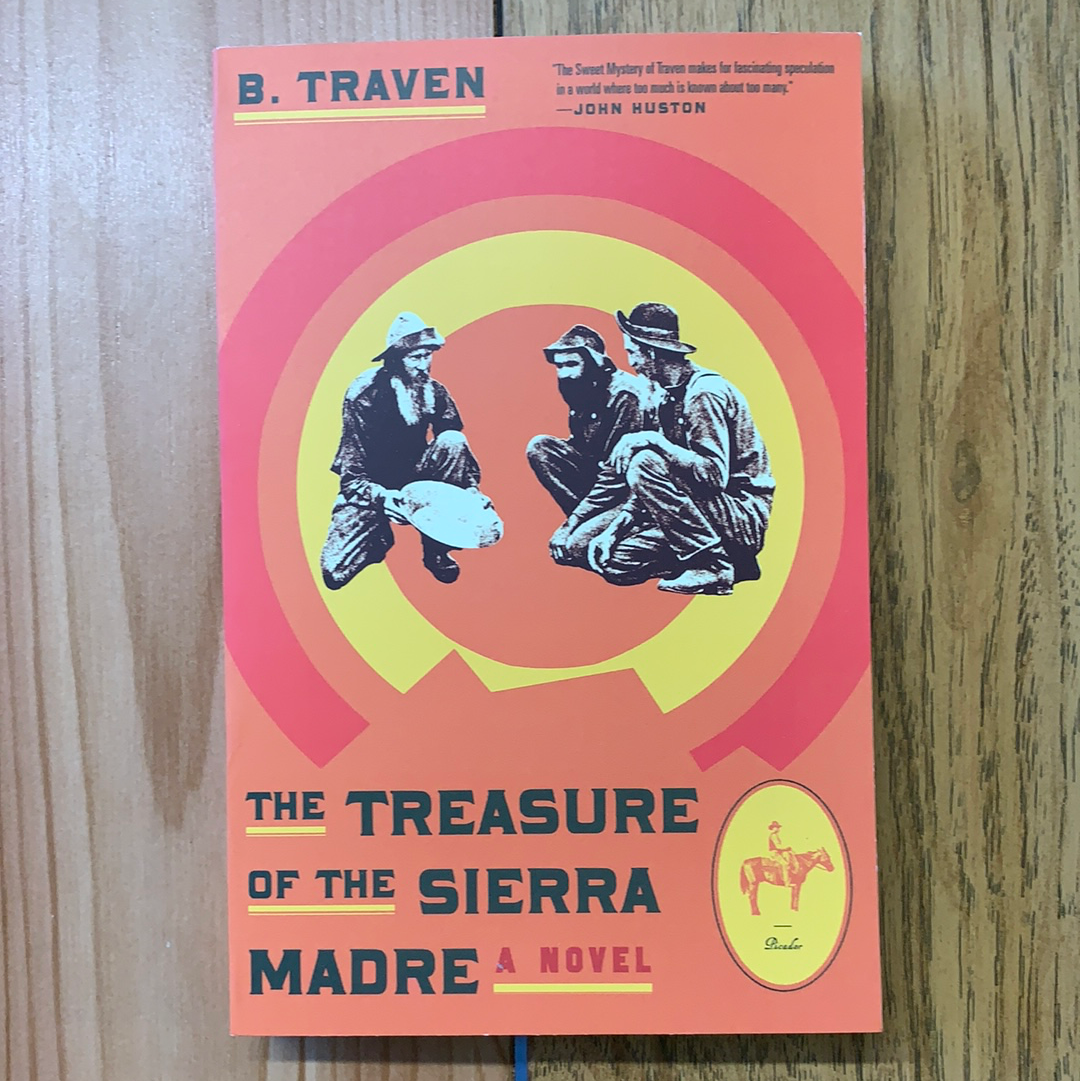 B. TRAVEN
"The Sweet Mystery of Traven makes for fascinating speculation
in a world where too much is known about too many."
—JOHN HUSTON
THE TREASURE
OF THE SIERRA
MADRE A NOVEL
Picador